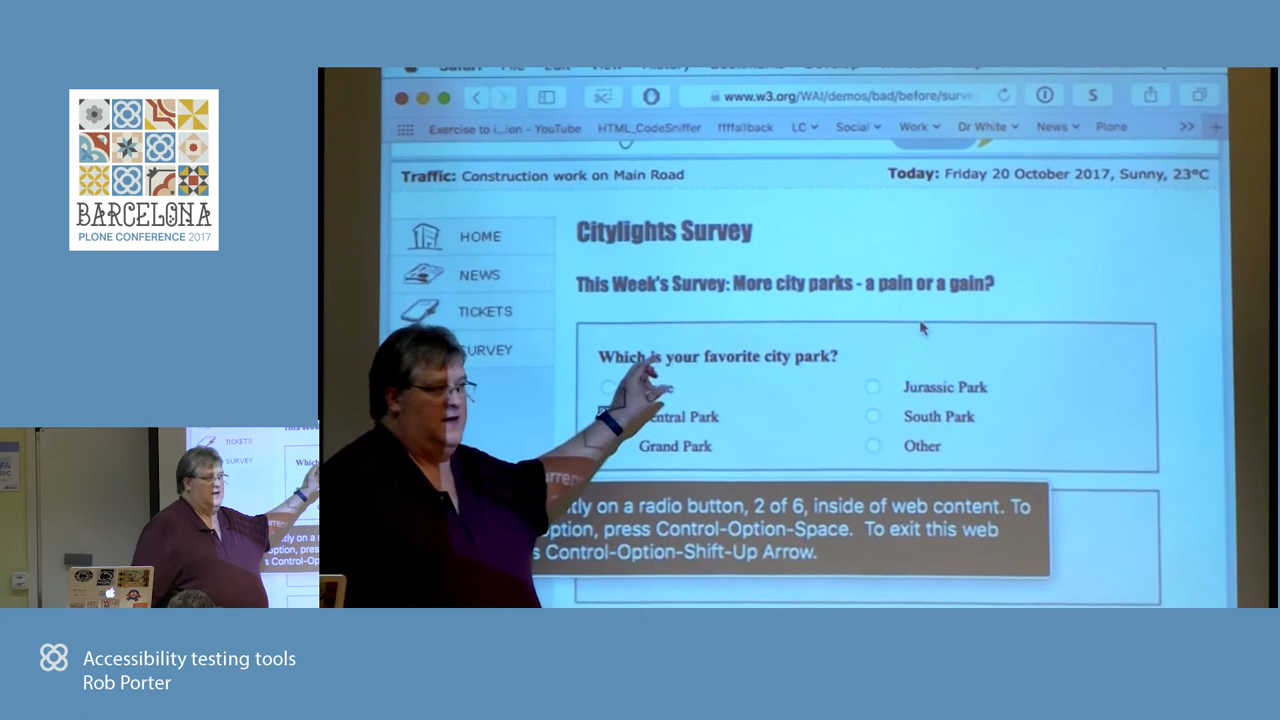 BARCELONA
PLONE CONFERENCE 2017
www.w3.org/WAI/demos/bad/before/surve
S
Exercise to i...ion - YouTube HTML_CodeSniffer ffffallback LC Social Work Dr White News Plone
Traffic: Construction work on Main Road Today: Friday 20 October 2017, Sunny, 23ºC
HOME
NEWS
TICKETS
SURVEY
Citylights Survey
This Week's Survey: More city parks - a pain or a gain?
Which is your favorite city park?
Jurassic Park
entral Park South Park
Grand Park Other
tly on a radio button, 2 of 6, inside of web content. To
ption, press Control-Option-Space. To exit this web
s Control-Option-Shift-Up Arrow.
TICKETS
SURVEY
Accessibility testing tools
Rob Porter